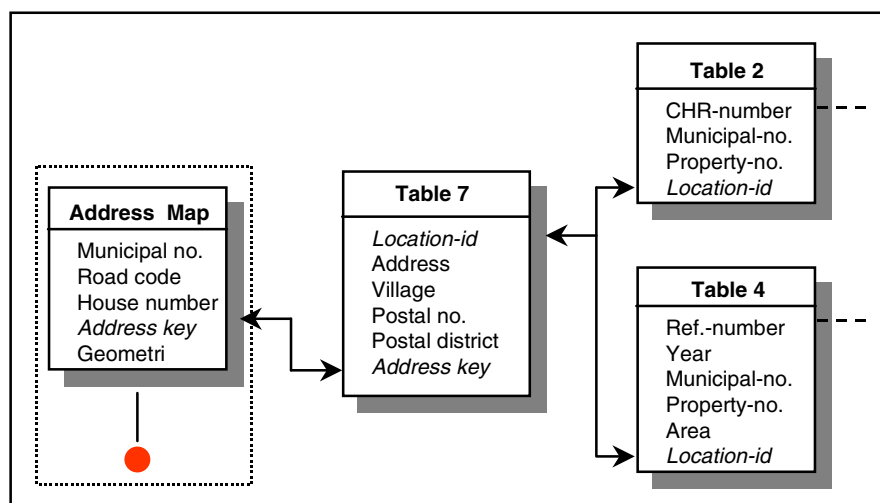 Address Map
Municipal no.
Road code
House number
Address key
Geometri
Table 7
Location-id
Address
Village
Postal no.
Postal district
Address key
Table 2
CHR-number
Municipal-no.
Property-no.
Location-id
Table 4
Ref.-number
Year
Municipal-no.
Property-no.
Area
Location-id